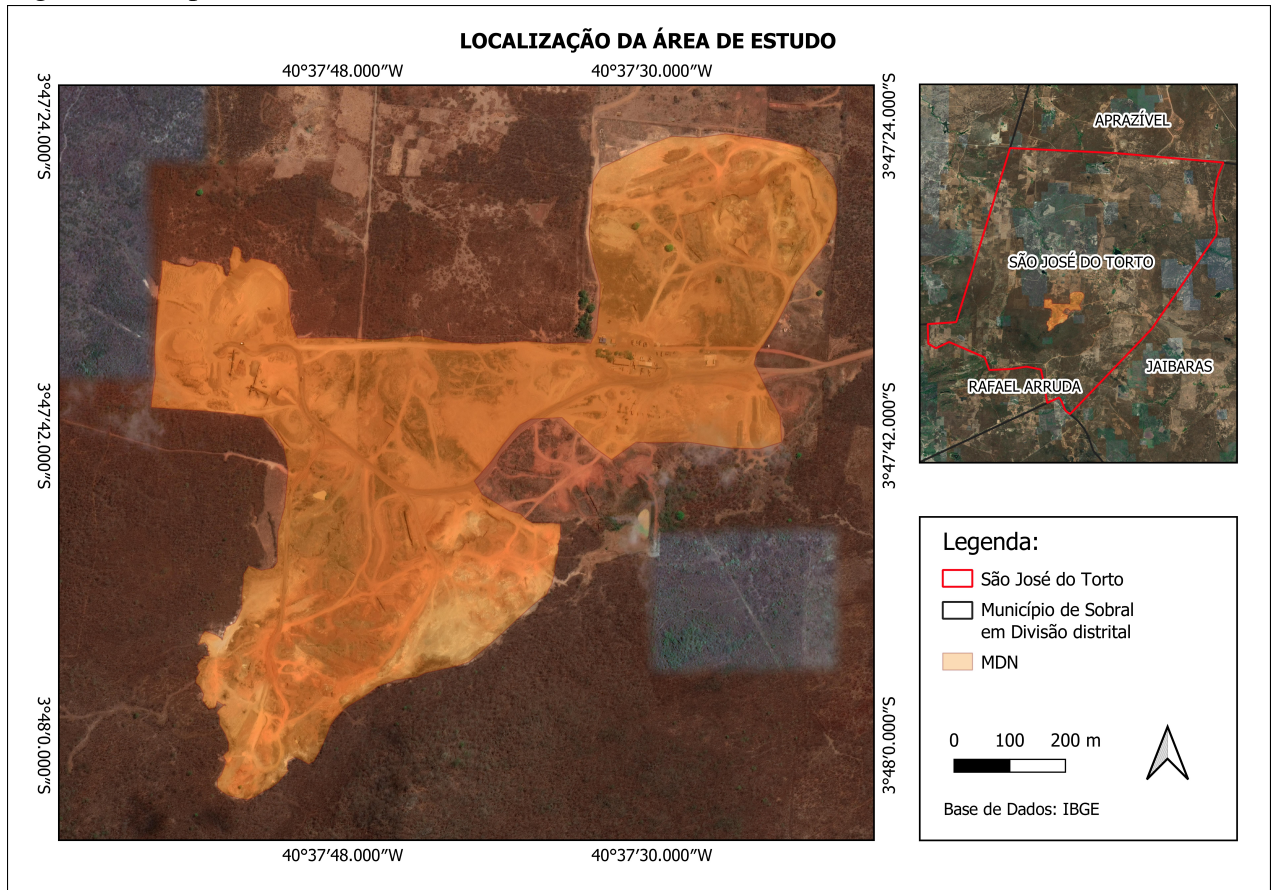 LOCALIZAÇÃO DA ÁREA DE ESTUDO
40°37'48.000"W
40°37'30.000"W
3°47'24.000"S
3°47'24.000"S
3°47'42.000"S
3°47'42.000"S
3°48'0.000"S
3°48'0.000"S
40°37'48.000"W
40°37'30.000"W
APRAZÍVEL
SÃO JOSÉ DO TORTO
JAIBARAS
RAFAEL ARRUDA
Legenda:
São José do Torto
Município de Sobral
em Divisão distrital
MDN
0 100 200 m
Base de Dados: IBGE